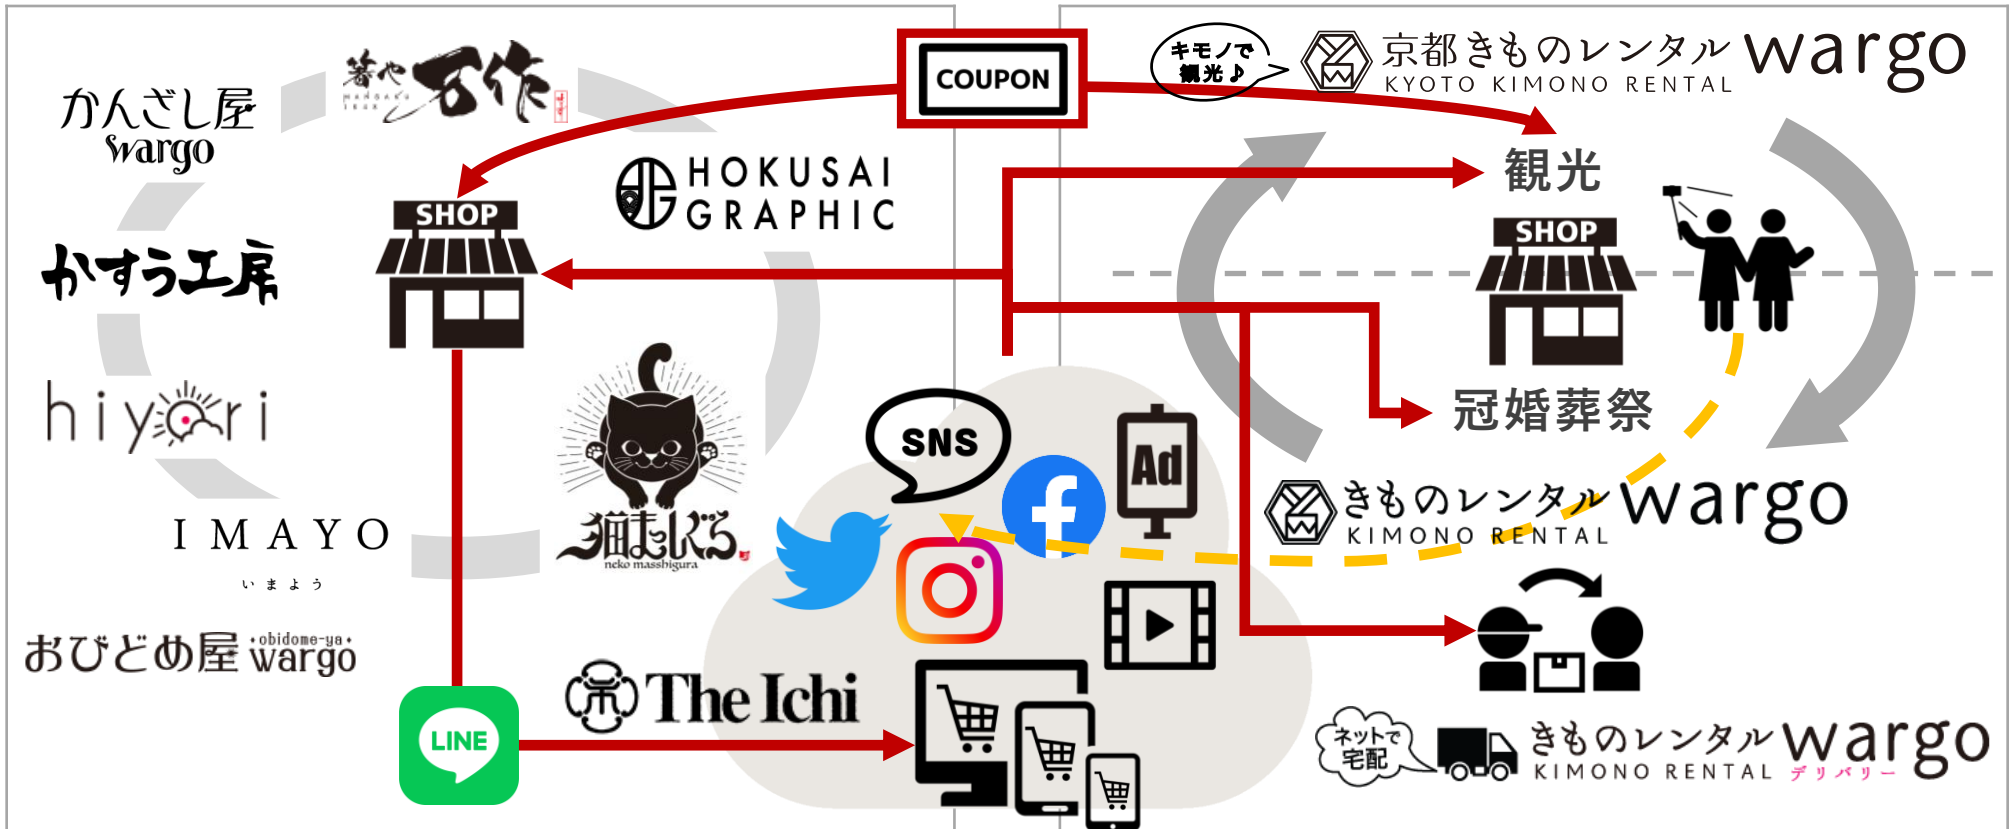 かんざし屋
wargo
箸や
万作
MANSAKU
COUPON
キモノで
観光♪
京都きものレンタル wargo
KYOTO KIMONO RENTAL
HOKUSAI
GRAPHIC
SHOP
観光
SHOP
かすう工房
hiyori
冠婚葬祭
SNS
Ad
きものレンタル wargo
KIMONO RENTAL
IMAYO
いまよう
猫まっしぐら
neko masshigura
おびどめ屋 wargo
・obidome-ya・
The Ichi
LINE
ネットで
宅配
きものレンタル wargo
KIMONO RENTAL
デリバリー